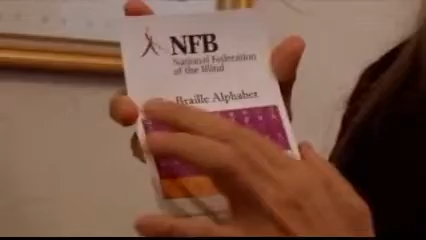 NFB
National Federation
of the Blind
Braille Alphabet